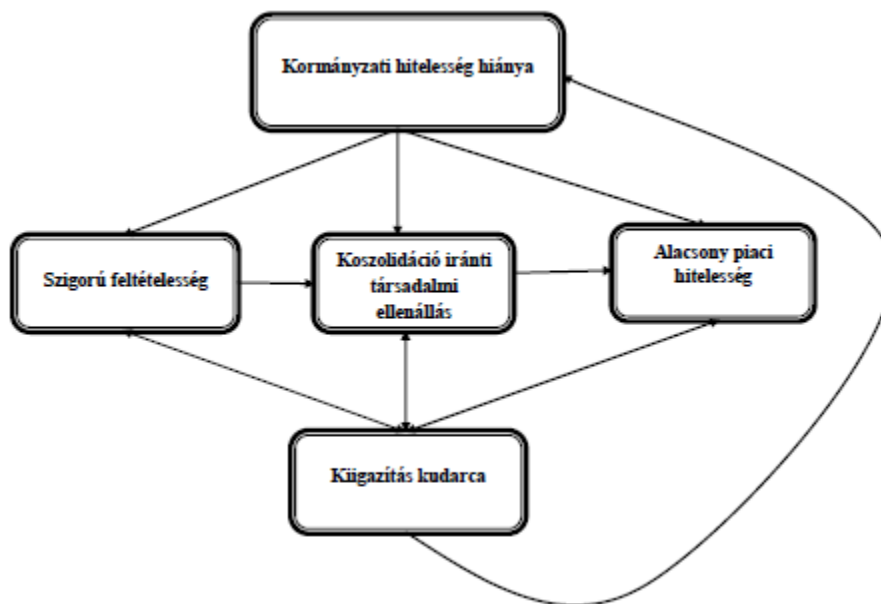 Kormányzati hitelesség hiánya
Szigorú feltételesség
Koszolidáció iránti
társadalmi
ellenállás
Alacsony piaci
hitelesség
Kiigazítás kudarca